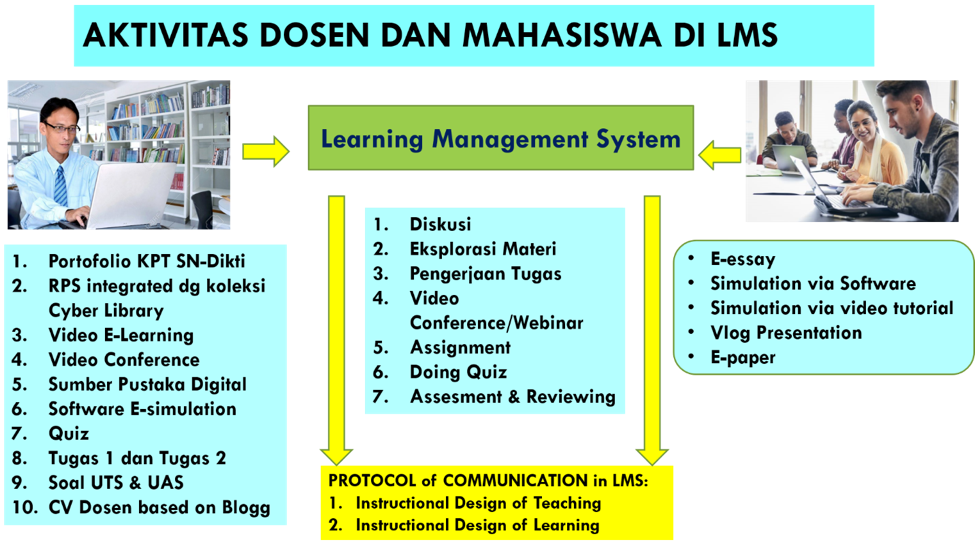 AKTIVITAS DOSEN DAN MAHASISWA DI LMS
Learning Management System
1. Portofolio KPT SN-Dikti
2. RPS integrated dg koleksi
Cyber Library
3. Video E-Learning
4. Video Conference
5. Sumber Pustaka Digital
6. Software E-simulation
7. Quiz
8. Tugas 1 dan Tugas 2
9. Soal UTS & UAS
10. CV Dosen based on Blogg
1. Diskusi
2. Eksplorasi Materi
3. Pengerjaan Tugas
4. Video
Conference/Webinar
5. Assignment
6. Doing Quiz
7. Assesment & Reviewing
• E-essay
• Simulation via Software
• Simulation via video tutorial
• Vlog Presentation
• E-paper
PROTOCOL of COMMUNICATION in LMS:
1. Instructional Design of Teaching
2. Instructional Design of Learning